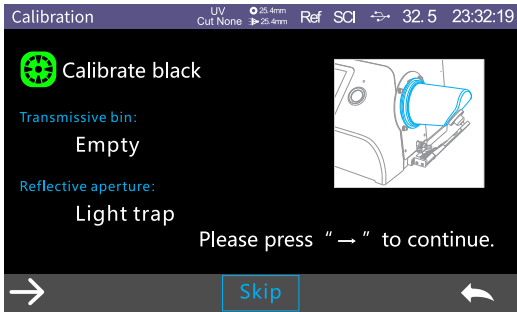 Calibration
UV
Cut None
25.4mm
25.4mm
Ref
SCI
32.5
23:32:19
Calibrate black
Transmissive bin:
Empty
Reflective aperture:
Light trap
Please press “→” to continue.
Skip